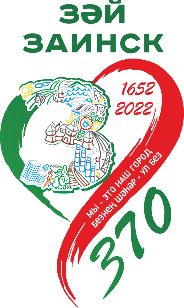 ЗӘЙ
ЗАИНСК
1652
2022
МЫ - ЭТО НАШ ГОРОД
Безнең шәһәр - ул без
370